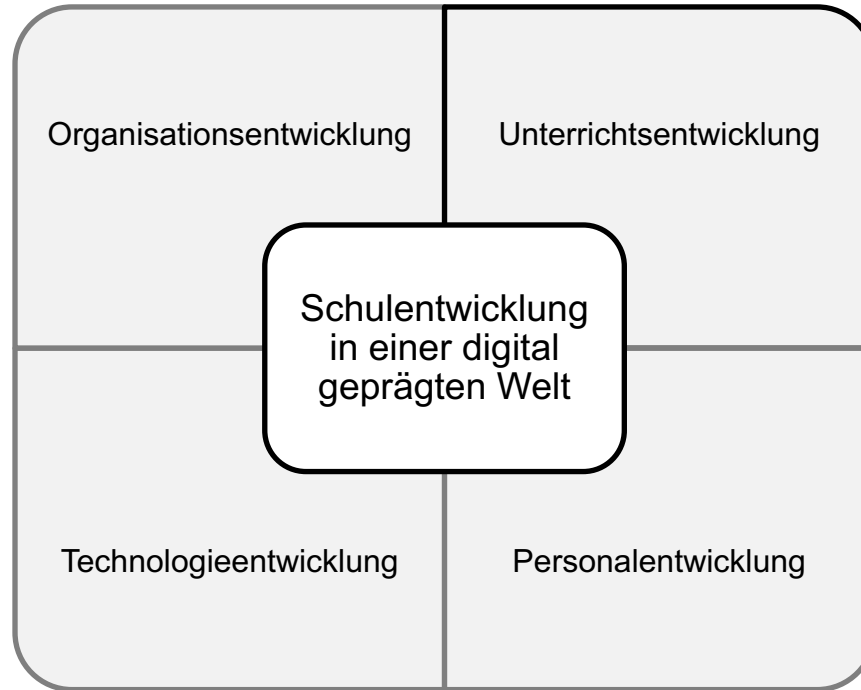 Organisationsentwicklung
Unterrichtsentwicklung
Schulentwicklung
in einer digital
geprägten Welt
Technologieentwicklung
Personalentwicklung